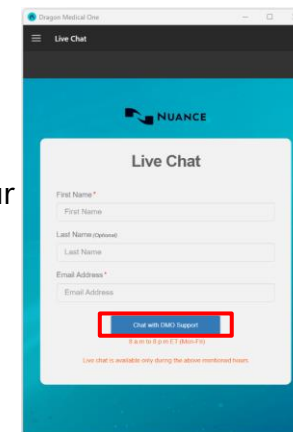 Dragon Medical One
Live Chat
NUANCE
Live Chat
ur
First Name *
First Name
Last Name (Optional)
Last Name
Email Address *
Email Address
Chat with DMO Support
8 a.m to 8 p.m ET (Mon-Fri)
Live chat is available only during the above mentioned hours.